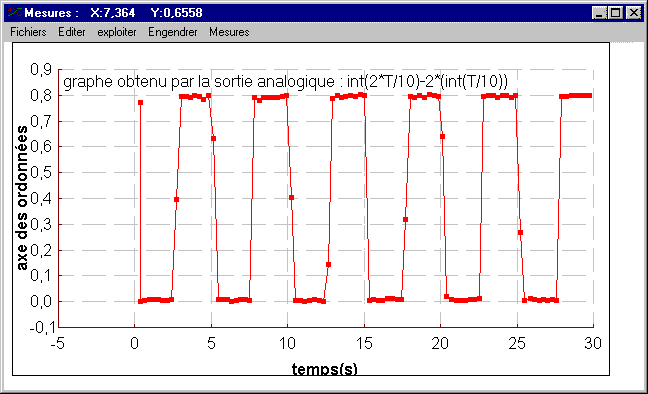 Mesures : X:7,364 Y:0,6558
Fichiers Editer exploiter Engendrer Mesures
graphe obtenu par la sortie analogique : int(2*T/10)-2*(int(T/10))
0,9
0,8
0,7
0,6
0,5
0,4
0,3
0,2
0,1
0,0
-0,1
axe des ordonnées
-5 0 5 10 15 20 25 30
temps(s)